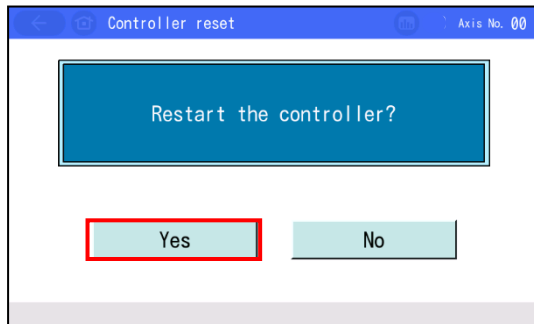 Controller reset
Axis No. 00
Restart the controller?
Yes
No